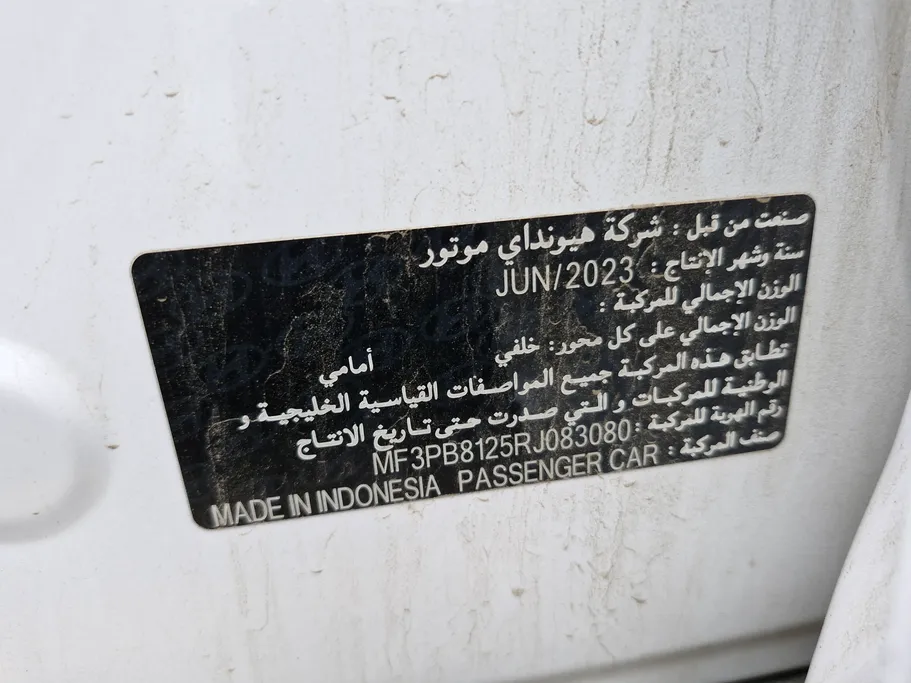 صنعت من قبل : شركة هيونداي موتور
سنة وشهر الإنتاج : JUN/2023
الوزن الإجمالي للمركبة :
الوزن الإجمالي على كل محور: خلفي أمامي
تطابق هذه المركبة جميع المواصفات القياسية الخليجية و
الوطنية للمركبات و التي صدرت حتى تاريخ الانتاج
رقم الهوية للمركبة : MF3PB8125RJ083080
صنف المركبة : PASSENGER CAR MADE IN INDONESIA